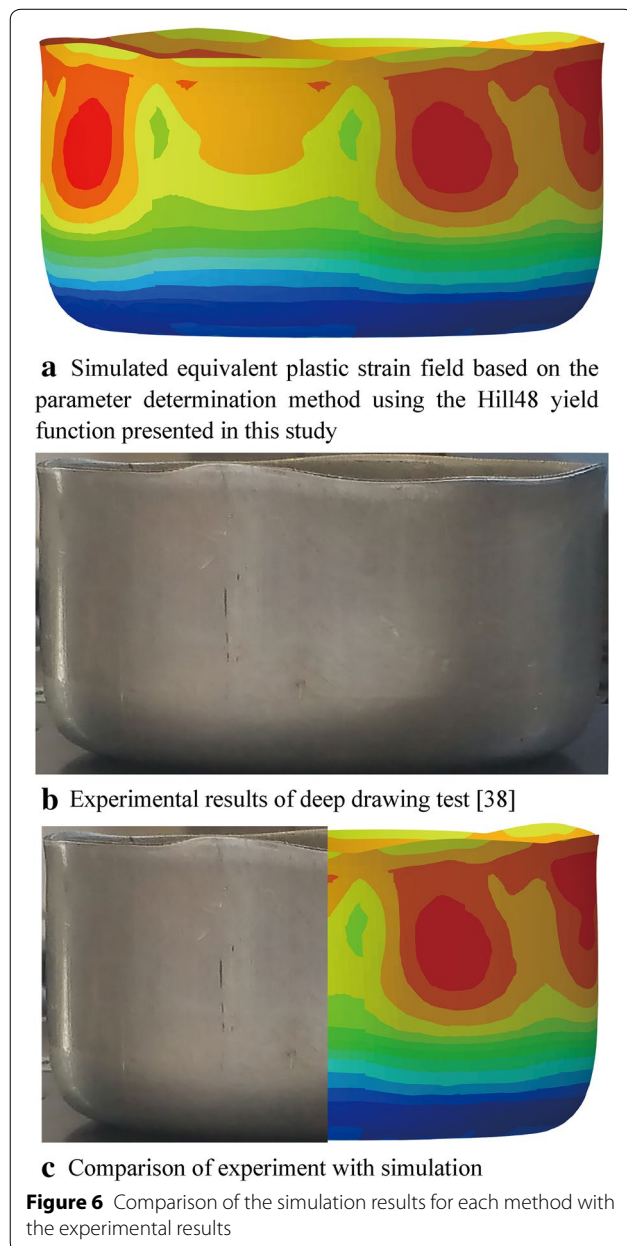 a Simulated equivalent plastic strain field based on the
parameter determination method using the Hill48 yield
function presented in this study
b Experimental results of deep drawing test [38]
c Comparison of experiment with simulation
Figure 6 Comparison of the simulation results for each method with
the experimental results